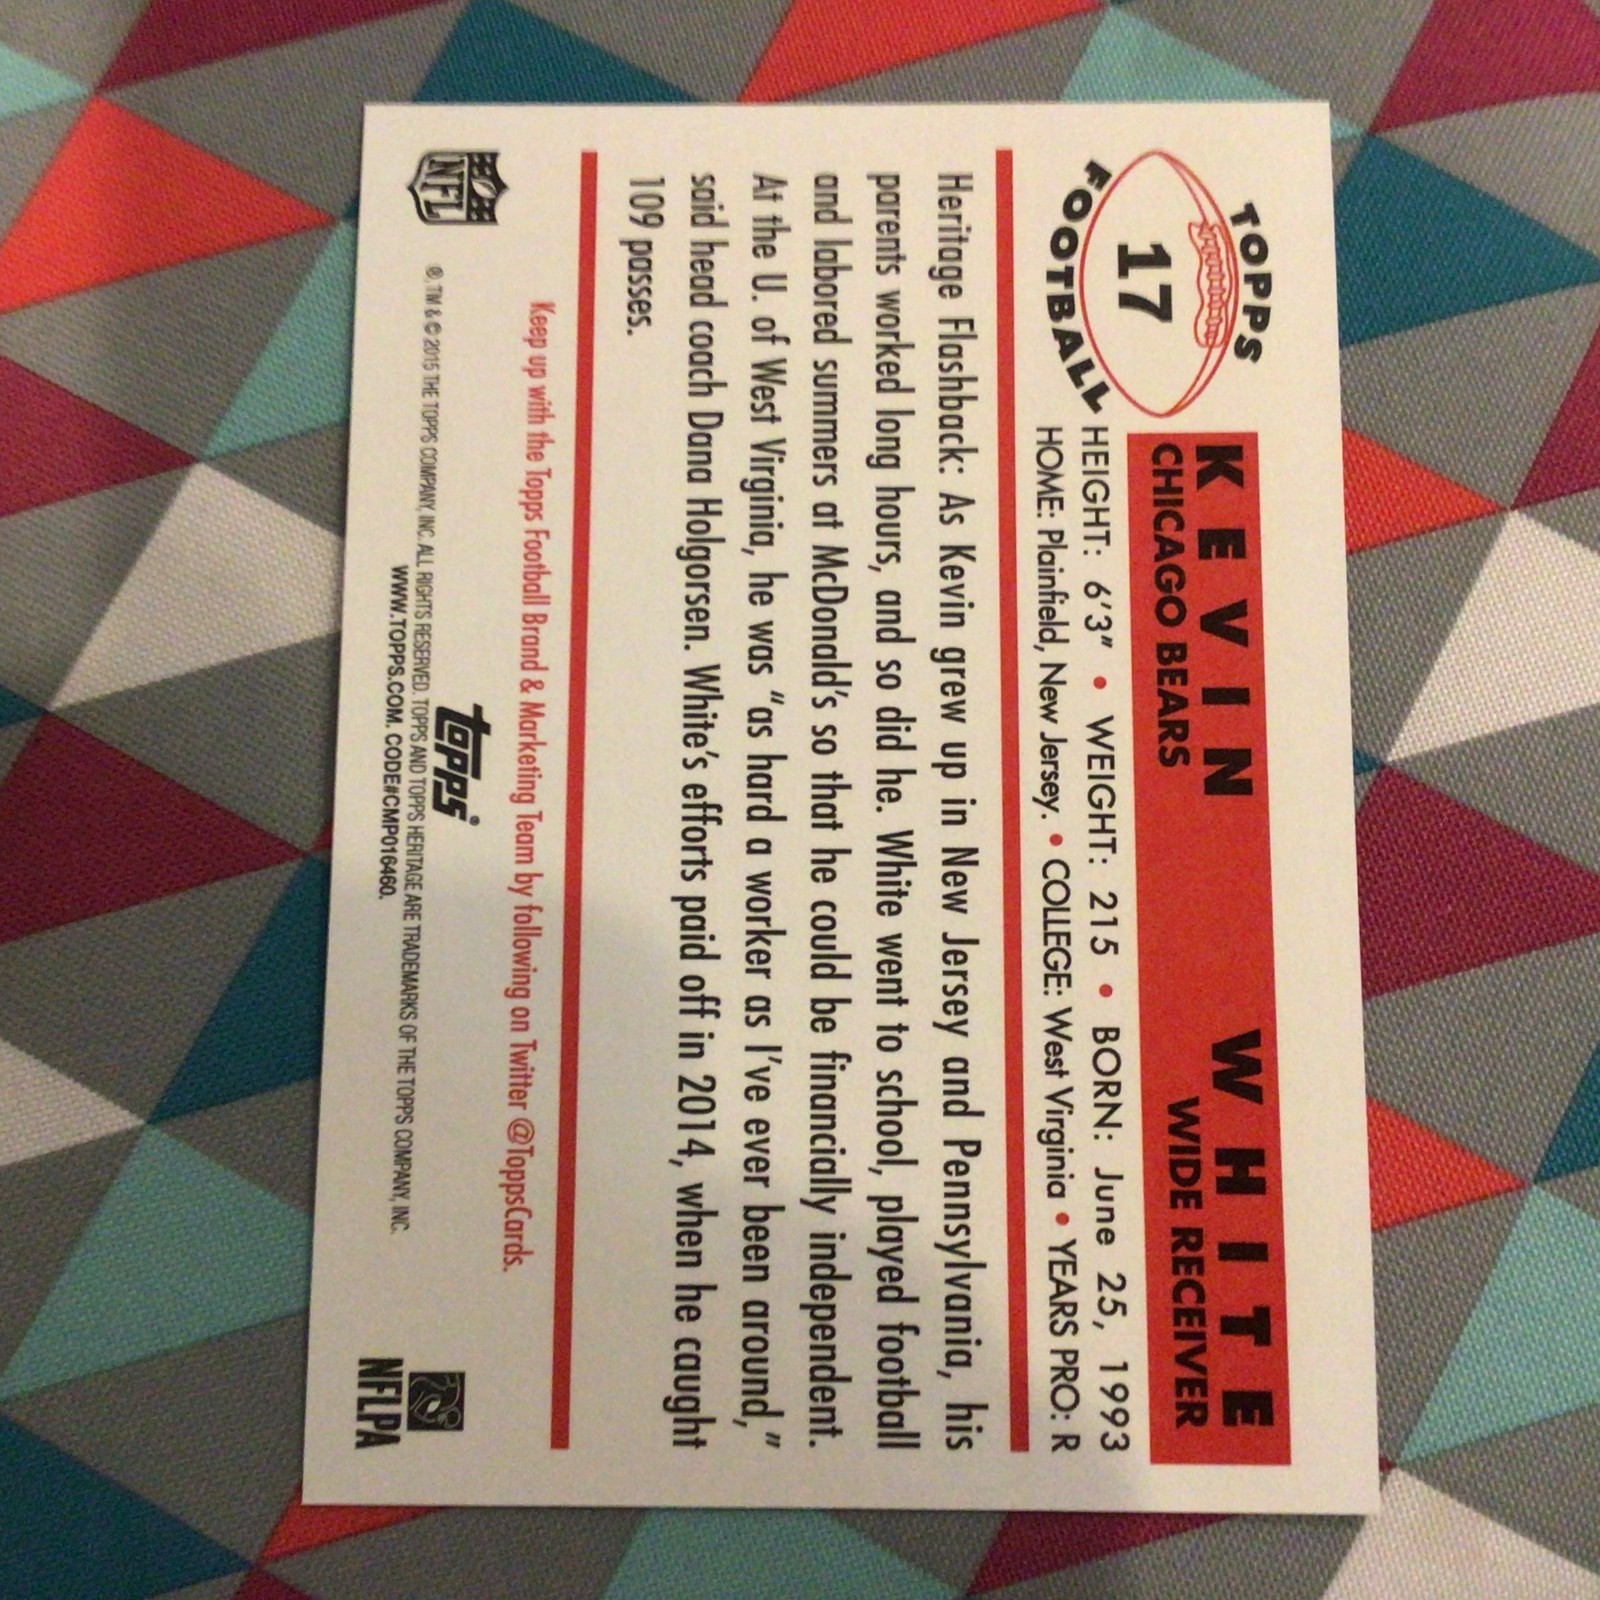 TOPPS
17
FOOTBALL
KEVIN WHITE
CHICAGO BEARS WIDE RECEIVER
HEIGHT: 6'3" • WEIGHT: 215 • BORN: June 25, 1993
HOME: Plainfield, New Jersey. • COLLEGE: West Virginia • YEARS PRO: R
Heritage Flashback: As Kevin grew up in New Jersey and Pennsylvania, his
parents worked long hours, and so did he. White went to school, played football
and labored summers at McDonald's so that he could be financially independent.
At the U. of West Virginia, he was "as hard a worker as I've ever been around,"
said head coach Dana Holgorsen. White's efforts paid off in 2014, when he caught
109 passes.
Keep up with the Topps Football Brand & Marketing Team by following on Twitter @ToppsCards.
NFL
topps
®, TM & © 2015 THE TOPPS COMPANY, INC. ALL RIGHTS RESERVED. TOPPS AND TOPPS HERITAGE ARE TRADEMARKS OF THE TOPPS COMPANY, INC.
WWW.TOPPS.COM. CODE#CMP016460.
NFLPA